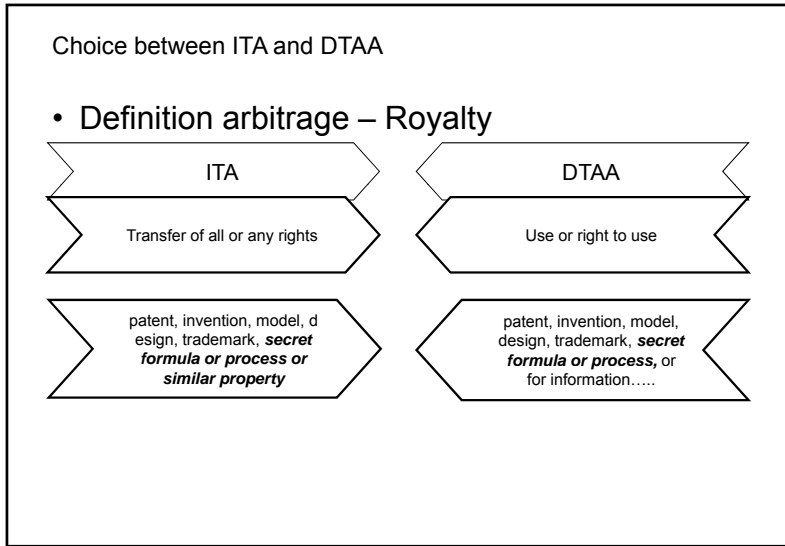 Choice between ITA and DTAA
• Definition arbitrage – Royalty
ITA
DTAA
Transfer of all or any rights
Use or right to use
patent, invention, model, d
esign, trademark, secret
formula or process or
similar property
patent, invention, model,
design, trademark, secret
formula or process, or
for information…..